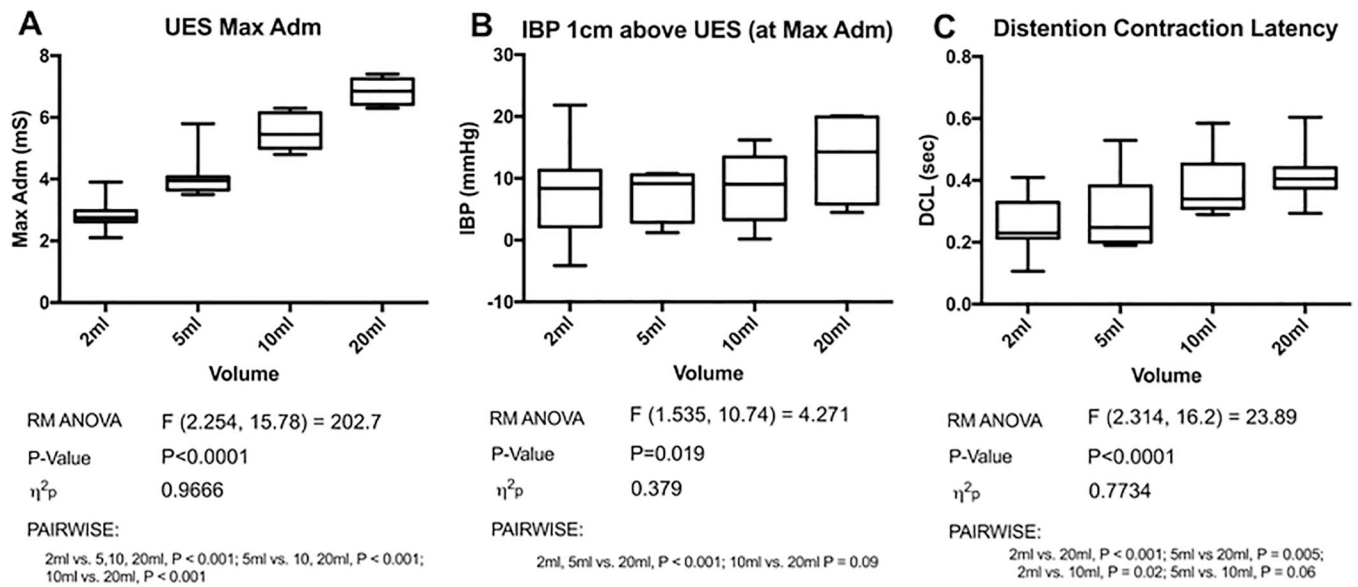 A
UES Max Adm
Max Adm (mS)
8
6
4
2
0
2ml
5ml
10ml
20ml
Volume
RM ANOVA F (2.254, 15.78) = 202.7
P-Value P<0.0001
η²p 0.9666
PAIRWISE:
2ml vs. 5,10, 20ml, P < 0.001; 5ml vs. 10, 20ml, P < 0.001;
10ml vs. 20ml, P < 0.001
B
IBP 1cm above UES (at Max Adm)
IBP (mmHg)
30
20
10
0
-10
2ml
5ml
10ml
20ml
Volume
RM ANOVA F (1.535, 10.74) = 4.271
P-Value P=0.019
η²p 0.379
PAIRWISE:
2ml, 5ml vs. 20ml, P < 0.001; 10ml vs. 20ml P = 0.09
C
Distention Contraction Latency
DCL (sec)
0.8
0.6
0.4
0.2
0.0
2ml
5ml
10ml
20ml
Volume
RM ANOVA F (2.314, 16.2) = 23.89
P-Value P<0.0001
η²p 0.7734
PAIRWISE:
2ml vs. 20ml, P < 0.001; 5ml vs 20ml, P = 0.005;
2ml vs. 10ml, P = 0.02; 5ml vs. 10ml, P = 0.06